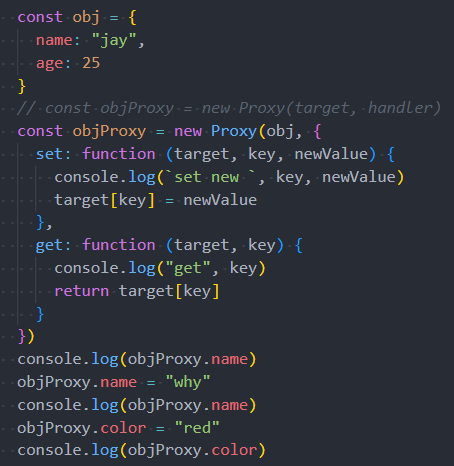 const obj = {
  name: "jay",
  age: 25
}
// const objProxy = new Proxy(target, handler)
const objProxy = new Proxy(obj, {
  set: function (target, key, newValue) {
    console.log(`set new `, key, newValue)
    target[key] = newValue
  },
  get: function (target, key) {
    console.log("get", key)
    return target[key]
  }
})
console.log(objProxy.name)
objProxy.name = "why"
console.log(objProxy.name)
objProxy.color = "red"
console.log(objProxy.color)